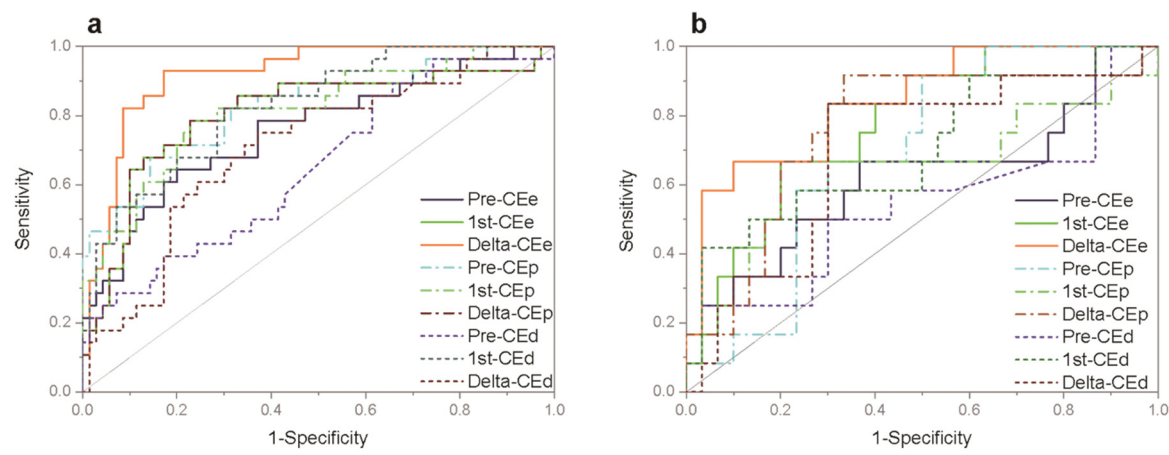 a
1.0
0.8
0.6
0.4
0.2
0.0
Sensitivity
Pre-CEe
1st-CEe
Delta-CEe
Pre-CEp
1st-CEp
Delta-CEp
Pre-CEd
1st-CEd
Delta-CEd
0.0 0.2 0.4 0.6 0.8 1.0
1-Specificity
b
1.0
0.8
0.6
0.4
0.2
0.0
Sensitivity
Pre-CEe
1st-CEe
Delta-CEe
Pre-CEp
1st-CEp
Delta-CEp
Pre-CEd
1st-CEd
Delta-CEd
0.0 0.2 0.4 0.6 0.8 1.0
1-Specificity